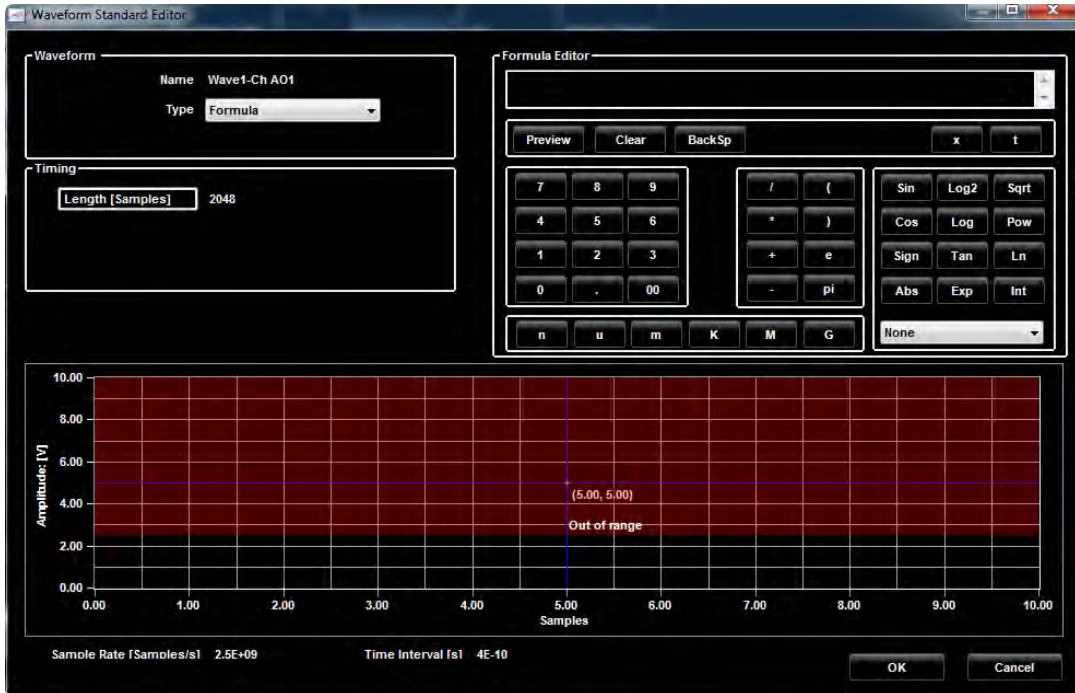 Waveform Standard Editor
Waveform
Name Wave1-Ch AO1
Type Formula
Timing
Length [Samples] 2048
Formula Editor
Preview Clear BackSp x t
7 8 9 / ( Sin Log2 Sqrt
4 5 6 * ) Cos Log Pow
1 2 3 + e Sign Tan Ln
0 . 00 - pi Abs Exp Int
n u m K M G None
10.00
8.00
6.00
4.00
2.00
0.00
Amplitude; [V]
(5.00, 5.00)
Out of range
0.00 1.00 2.00 3.00 4.00 5.00 6.00 7.00 8.00 9.00 10.00
Samples
Sample Rate [Samples/s] 2.5E+09 Time Interval [s] 4E-10
OK Cancel